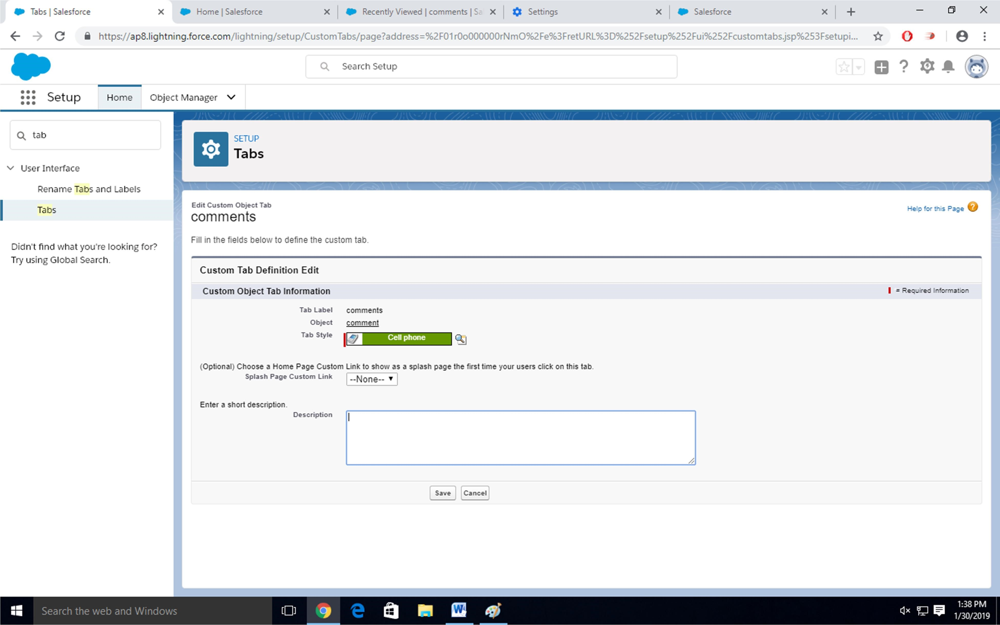 Tabs | Salesforce
Home | Salesforce
Recently Viewed | comments | Sa
Settings
Salesforce
https://ap8.lightning.force.com/lightning/setup/CustomTabs/page?address=%2F01r0o000000rNmO%2Fe%3FretURL%3D%252Fsetup%252Fui%252Fcustomtabs.jsp%253Fsetupi...
Search Setup
Setup
Home
Object Manager
tab
User Interface
Rename Tabs and Labels
Tabs
Didn't find what you're looking for?
Try using Global Search.
SETUP
Tabs
Edit Custom Object Tab
comments
Help for this Page
Fill in the fields below to define the custom tab.
Custom Tab Definition Edit
Custom Object Tab Information
= Required Information
Tab Label comments
Object comment
Tab Style Cell phone
(Optional) Choose a Home Page Custom Link to show as a splash page the first time your users click on this tab.
Splash Page Custom Link --None--
Enter a short description.
Description
Save Cancel
Search the web and Windows
1:38 PM
1/30/2019